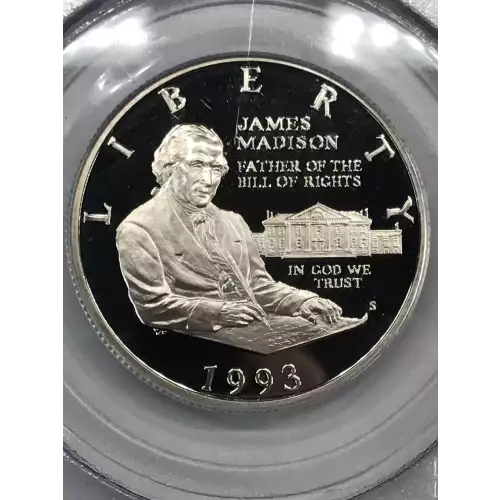 LIBERTY
JAMES
MADISON
FATHER OF THE
BILL OF RIGHTS
IN GOD WE
TRUST
S
1993